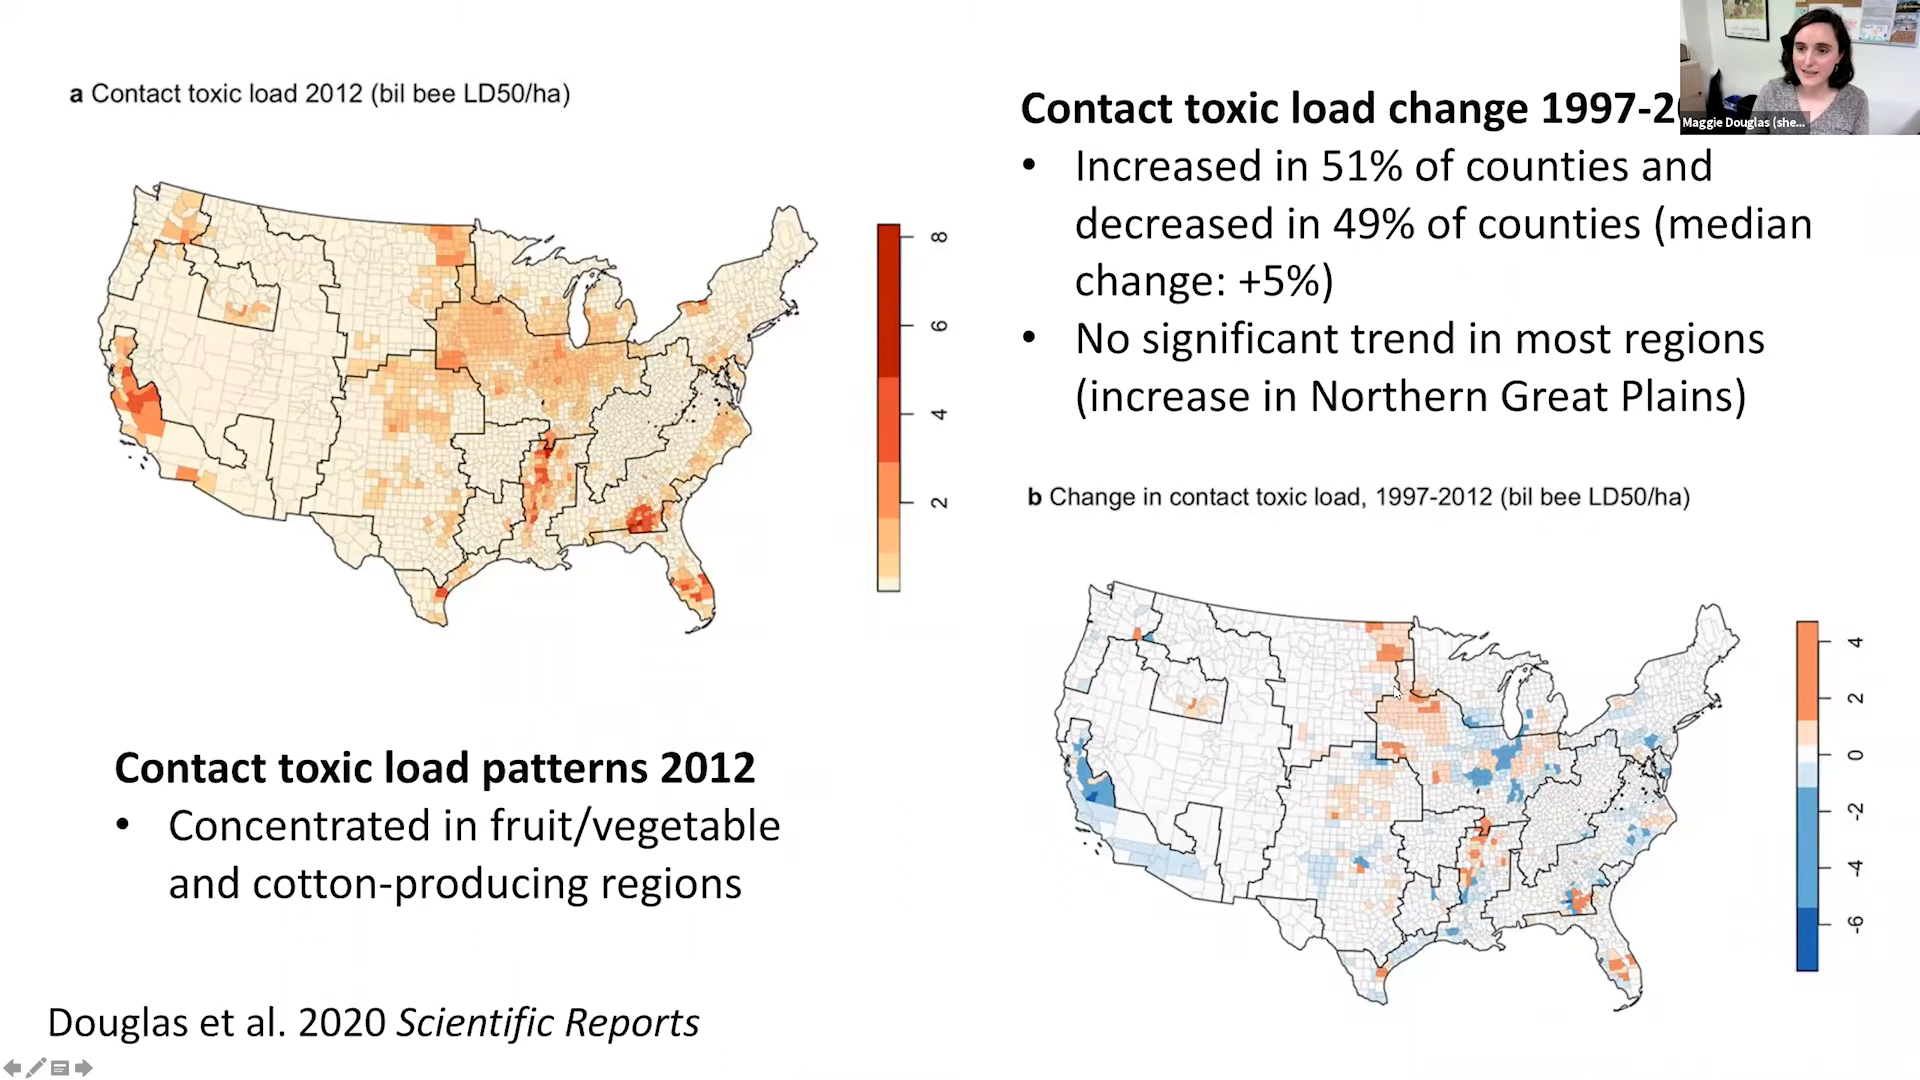 a Contact toxic load 2012 (bil bee LD50/ha)
8
6
4
2
Contact toxic load patterns 2012
• Concentrated in fruit/vegetable
and cotton-producing regions
Douglas et al. 2020 Scientific Reports
Contact toxic load change 1997-2
• Increased in 51% of counties and
decreased in 49% of counties (median
change: +5%)
• No significant trend in most regions
(increase in Northern Great Plains)
b Change in contact toxic load, 1997-2012 (bil bee LD50/ha)
4
2
0
-2
-4
-6
Maggie Douglas (she...